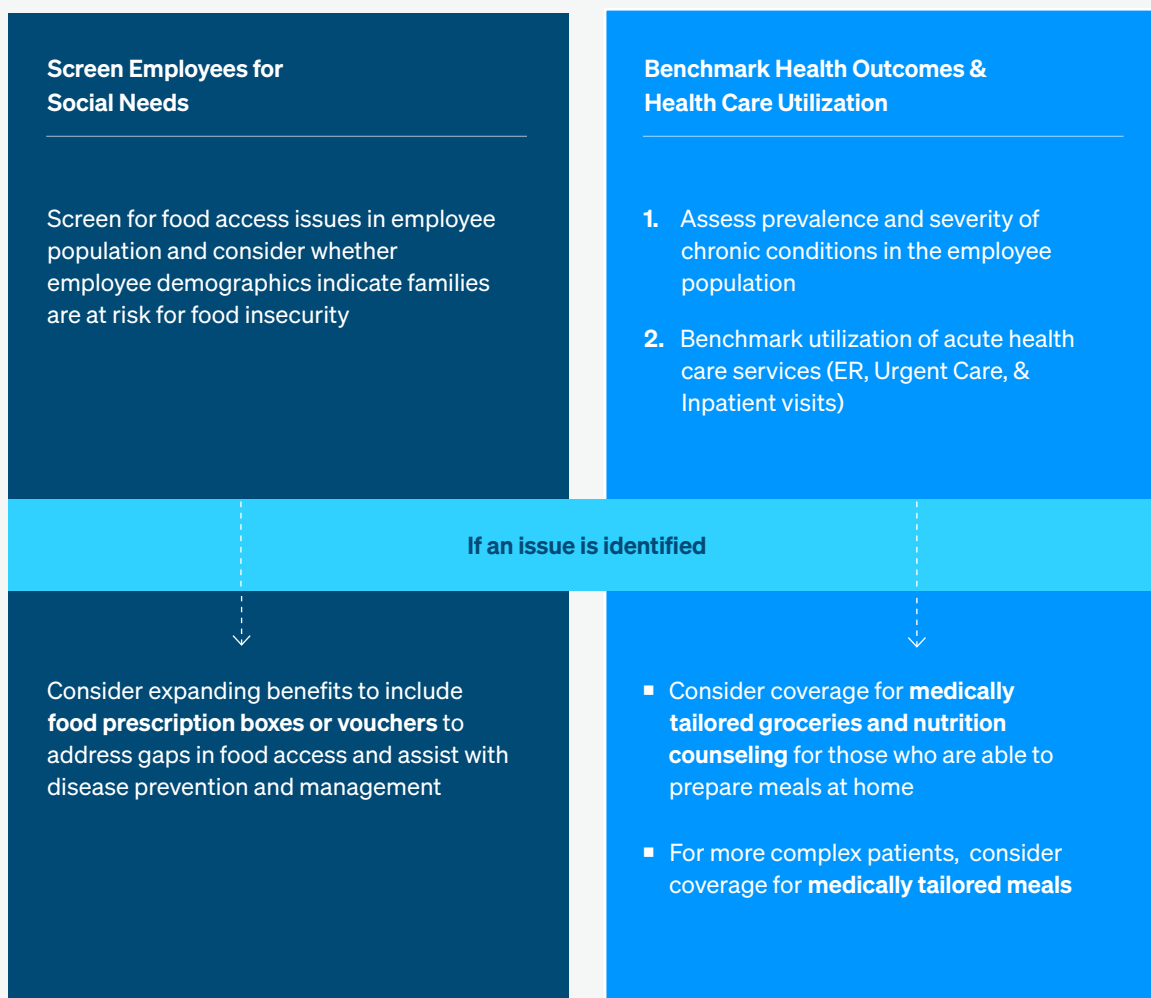 Screen Employees for
Social Needs
Screen for food access issues in employee
population and consider whether
employee demographics indicate families
are at risk for food insecurity
Benchmark Health Outcomes &
Health Care Utilization
1. Assess prevalence and severity of
chronic conditions in the employee
population
2. Benchmark utilization of acute health
care services (ER, Urgent Care, &
Inpatient visits)
If an issue is identified
Consider expanding benefits to include
food prescription boxes or vouchers to
address gaps in food access and assist with
disease prevention and management
▪ Consider coverage for medically
tailored groceries and nutrition
counseling for those who are able to
prepare meals at home
▪ For more complex patients, consider
coverage for medically tailored meals